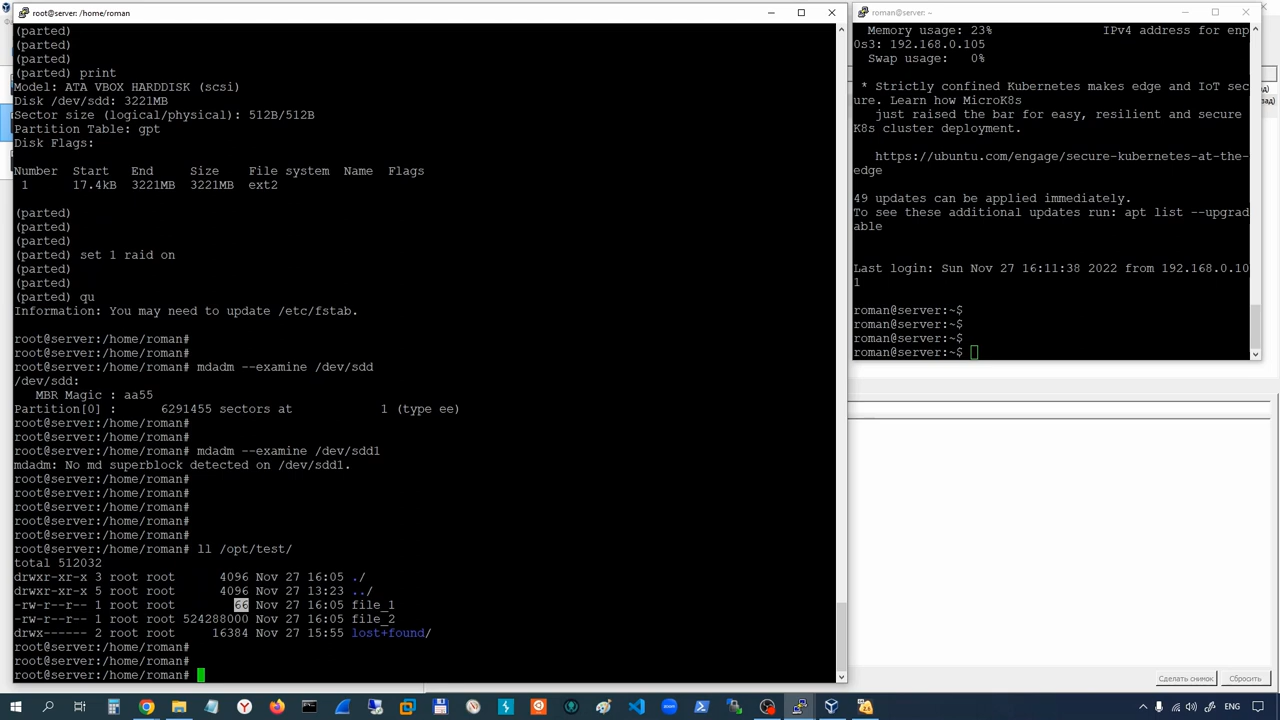 root@server: /home/roman
(parted)
(parted)
(parted)
(parted) print
Model: ATA VBOX HARDDISK (scsi)
Disk /dev/sdd: 3221MB
Sector size (logical/physical): 512B/512B
Partition Table: gpt
Disk Flags:
Number  Start   End     Size    File system  Name  Flags
 1      17.4kB  3221MB  3221MB  ext2
(parted)
(parted)
(parted)
(parted) set 1 raid on
(parted)
(parted)
(parted) qu
Information: You may need to update /etc/fstab.
root@server:/home/roman#
root@server:/home/roman#
root@server:/home/roman# mdadm --examine /dev/sdd
/dev/sdd:
   MBR Magic : aa55
Partition[0] :      6291455 sectors at            1 (type ee)
root@server:/home/roman#
root@server:/home/roman#
root@server:/home/roman# mdadm --examine /dev/sdd1
mdadm: No md superblock detected on /dev/sdd1.
root@server:/home/roman#
root@server:/home/roman#
root@server:/home/roman#
root@server:/home/roman#
root@server:/home/roman#
root@server:/home/roman# ll /opt/test/
total 512032
drwxr-xr-x 3 root root      4096 Nov 27 16:05 ./
drwxr-xr-x 5 root root      4096 Nov 27 13:23 ../
-rw-r--r-- 1 root root        66 Nov 27 16:05 file_1
-rw-r--r-- 1 root root 524288000 Nov 27 16:05 file_2
drwx------ 2 root root     16384 Nov 27 15:55 lost+found/
root@server:/home/roman#
root@server:/home/roman#
root@server:/home/roman#
roman@server: ~
  Memory usage: 23%              IPv4 address for enp
0s3: 192.168.0.105
  Swap usage:   0%
 * Strictly confined Kubernetes makes edge and IoT sec
ure. Learn how MicroK8s
   just raised the bar for easy, resilient and secure
K8s cluster deployment.
   https://ubuntu.com/engage/secure-kubernetes-at-the-
edge
49 updates can be applied immediately.
To see these additional updates run: apt list --upgrad
able
Last login: Sun Nov 27 16:11:38 2022 from 192.168.0.10
1
roman@server:~$
roman@server:~$
roman@server:~$
roman@server:~$
Сделать снимок
Сбросить
ENG